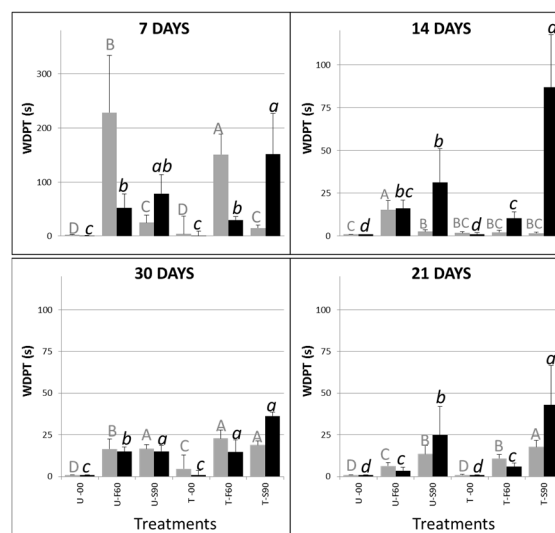 7 DAYS
WDPT (s)
300
200
100
0
D c B b C ab D c A b C a
14 DAYS
WDPT (s)
100
75
50
25
0
C d A bc B b BC d BC c BC a
30 DAYS
WDPT (s)
100
75
50
25
0
D c B b A a C c A a A a
U -00 U-F60 U-S90 T -00 T-F60 T-S90
Treatments
21 DAYS
WDPT (s)
100
75
50
25
0
D d C c B b D d B c A a
U -00 U-F60 U-S90 T -00 T-F60 T-S90
Treatments